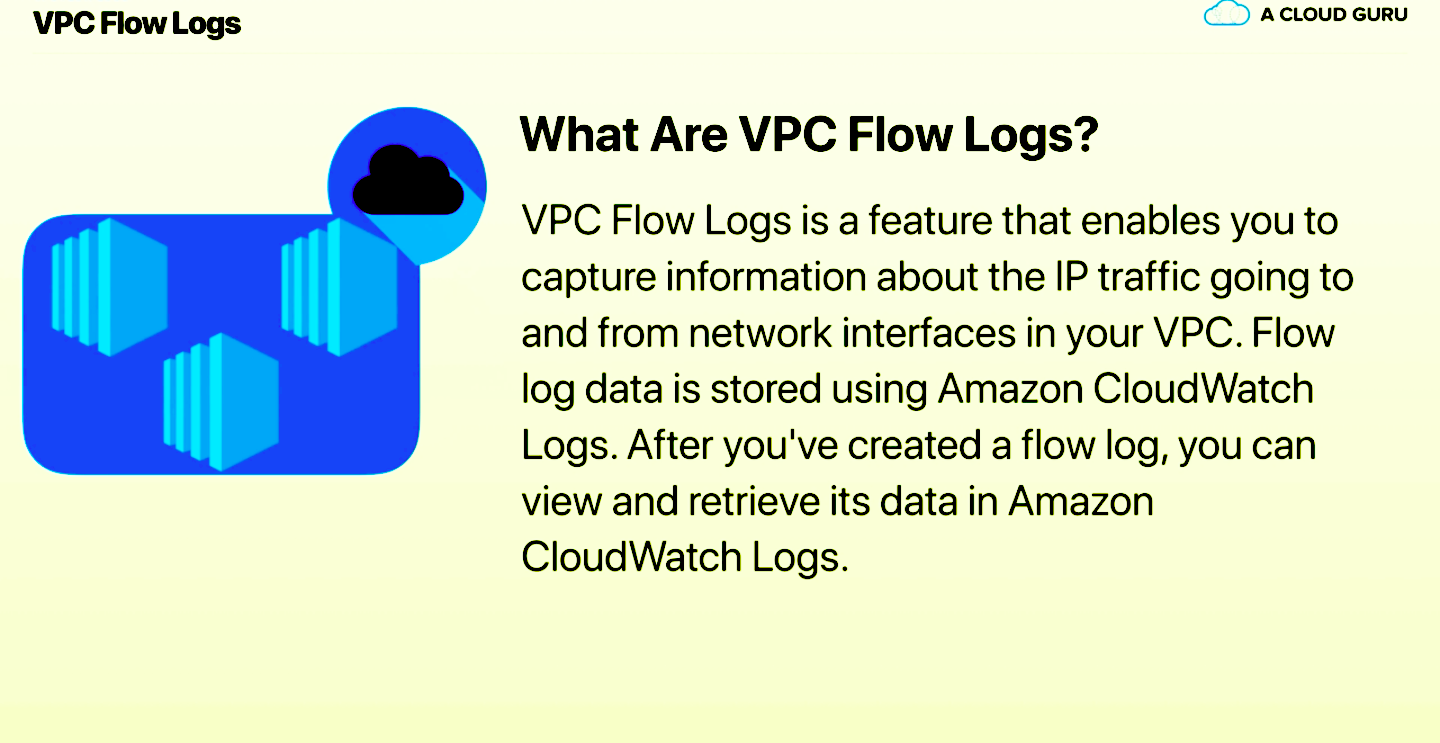 VPC Flow Logs
A CLOUD GURU
What Are VPC Flow Logs?
VPC Flow Logs is a feature that enables you to
capture information about the IP traffic going to
and from network interfaces in your VPC. Flow
log data is stored using Amazon CloudWatch
Logs. After you've created a flow log, you can
view and retrieve its data in Amazon
CloudWatch Logs.